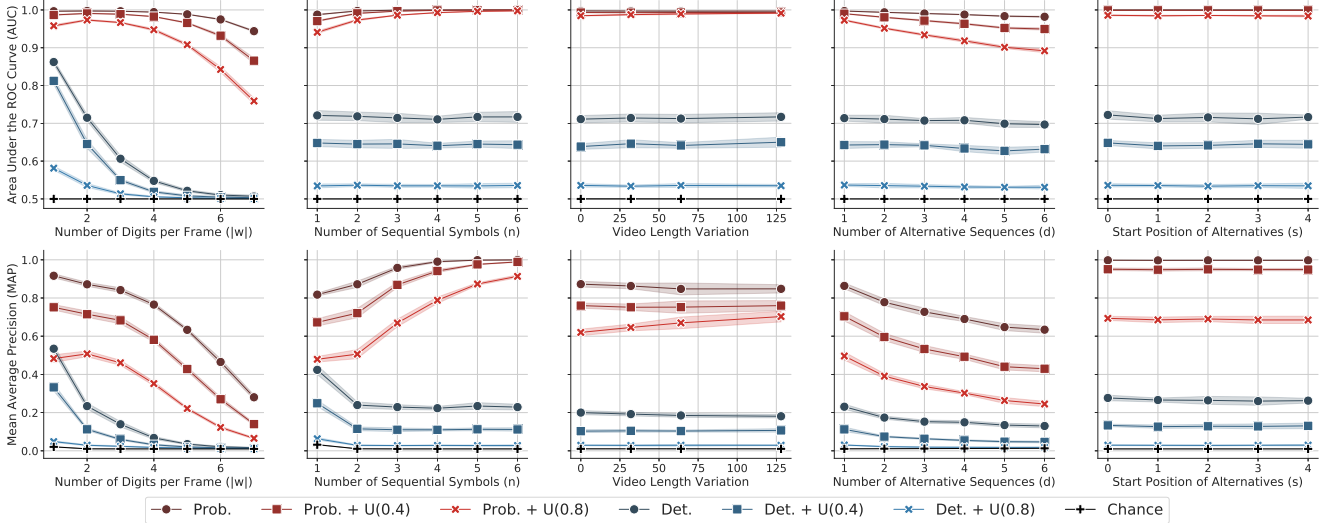 Area Under the ROC Curve (AUC)
1.0
0.9
0.8
0.7
0.6
0.5
2 4 6
Number of Digits per Frame (|w|)
1 2 3 4 5 6
Number of Sequential Symbols (n)
0 25 50 75 100 125
Video Length Variation
1 2 3 4 5 6
Number of Alternative Sequences (d)
0 1 2 3 4
Start Position of Alternatives (s)
Mean Average Precision (MAP)
1.0
0.8
0.6
0.4
0.2
0.0
2 4 6
Number of Digits per Frame (|w|)
1 2 3 4 5 6
Number of Sequential Symbols (n)
0 25 50 75 100 125
Video Length Variation
1 2 3 4 5 6
Number of Alternative Sequences (d)
0 1 2 3 4
Start Position of Alternatives (s)
Prob. Prob. + U(0.4) Prob. + U(0.8) Det. Det. + U(0.4) Det. + U(0.8) Chance